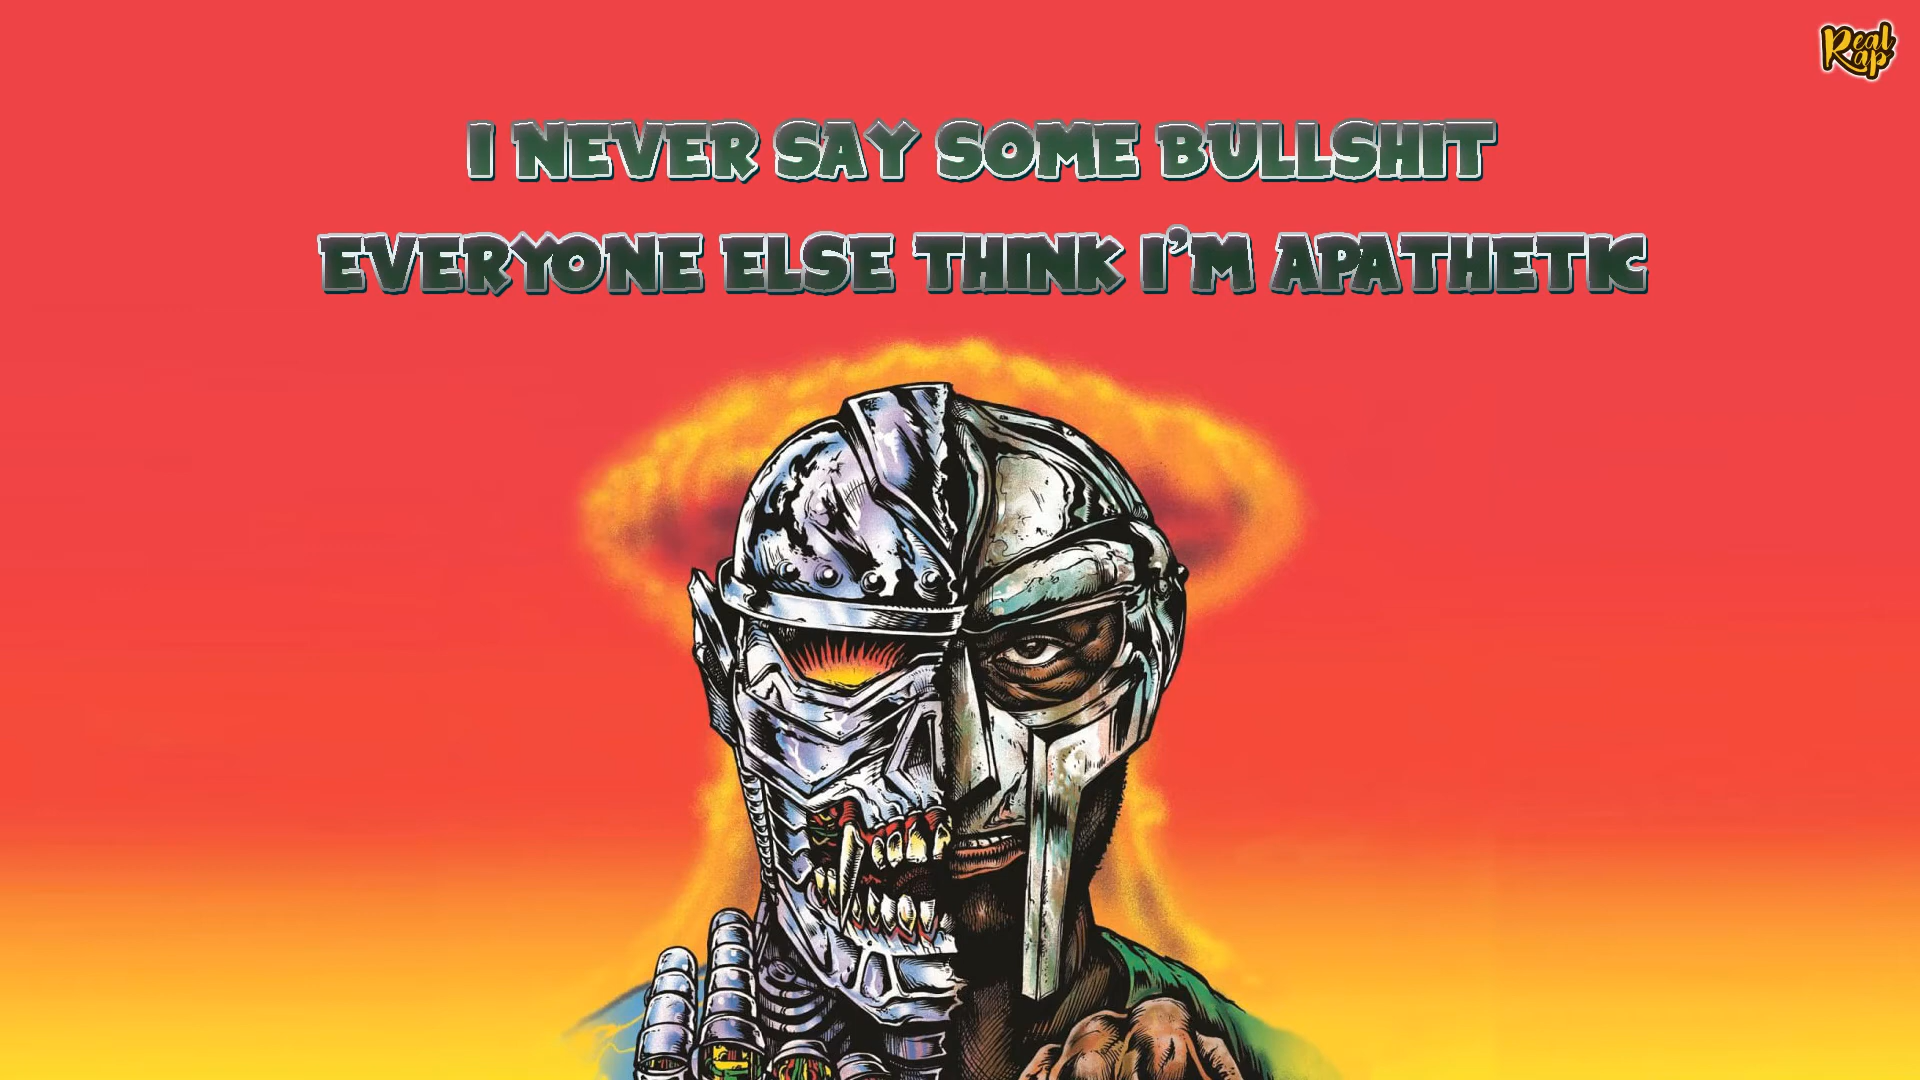 Real
Rap
I NEVER SAY SOME BULLSHIT
EVERYONE ELSE THINK I'M APATHETIC